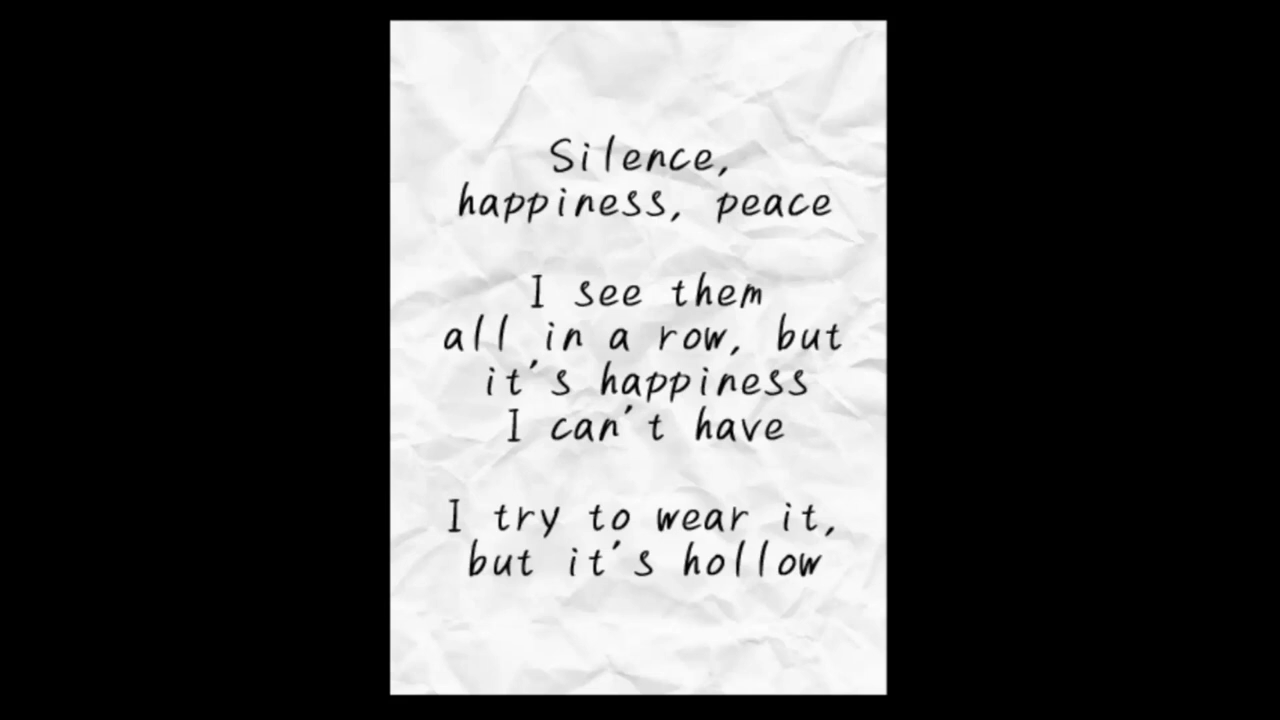 Silence,
happiness, peace
I see them
all in a row, but
it's happiness
I can't have
I try to wear it,
but it's hollow